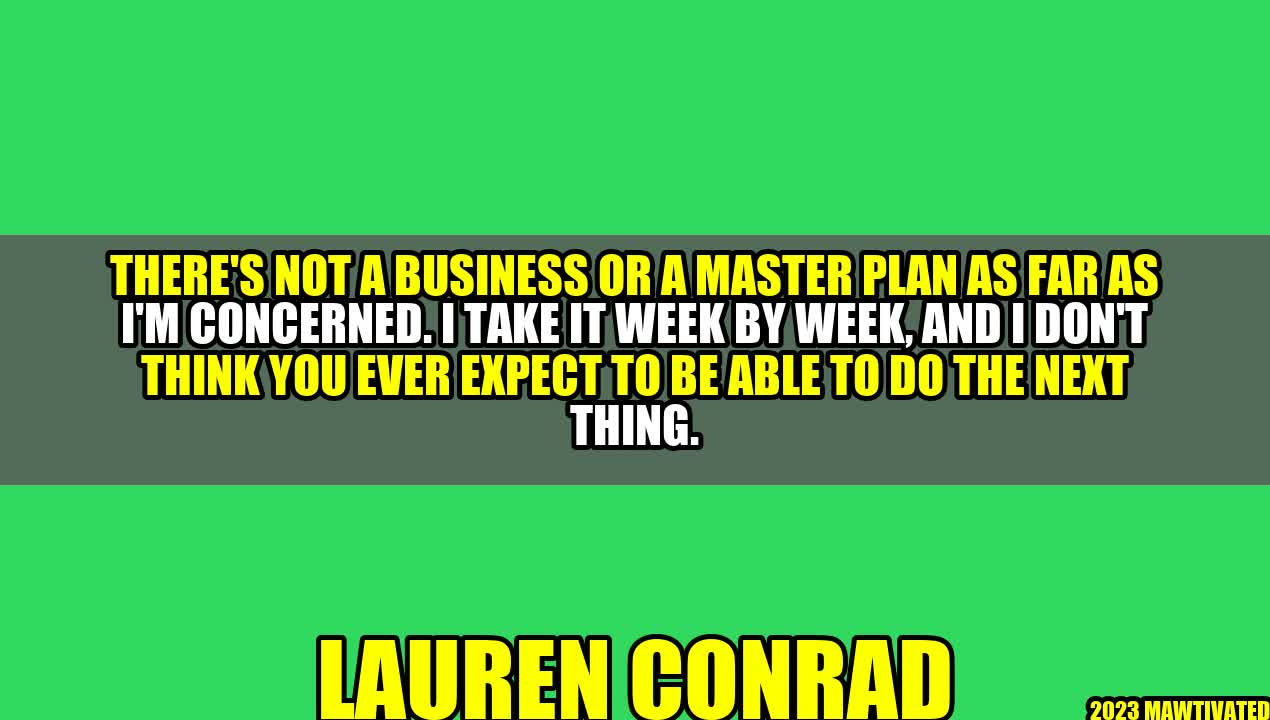 THERE'S NOT A BUSINESS OR A MASTER PLAN AS FAR AS
I'M CONCERNED. I TAKE IT WEEK BY WEEK, AND I DON'T
THINK YOU EVER EXPECT TO BE ABLE TO DO THE NEXT
THING.
LAUREN CONRAD
2023 MAWTIVATED